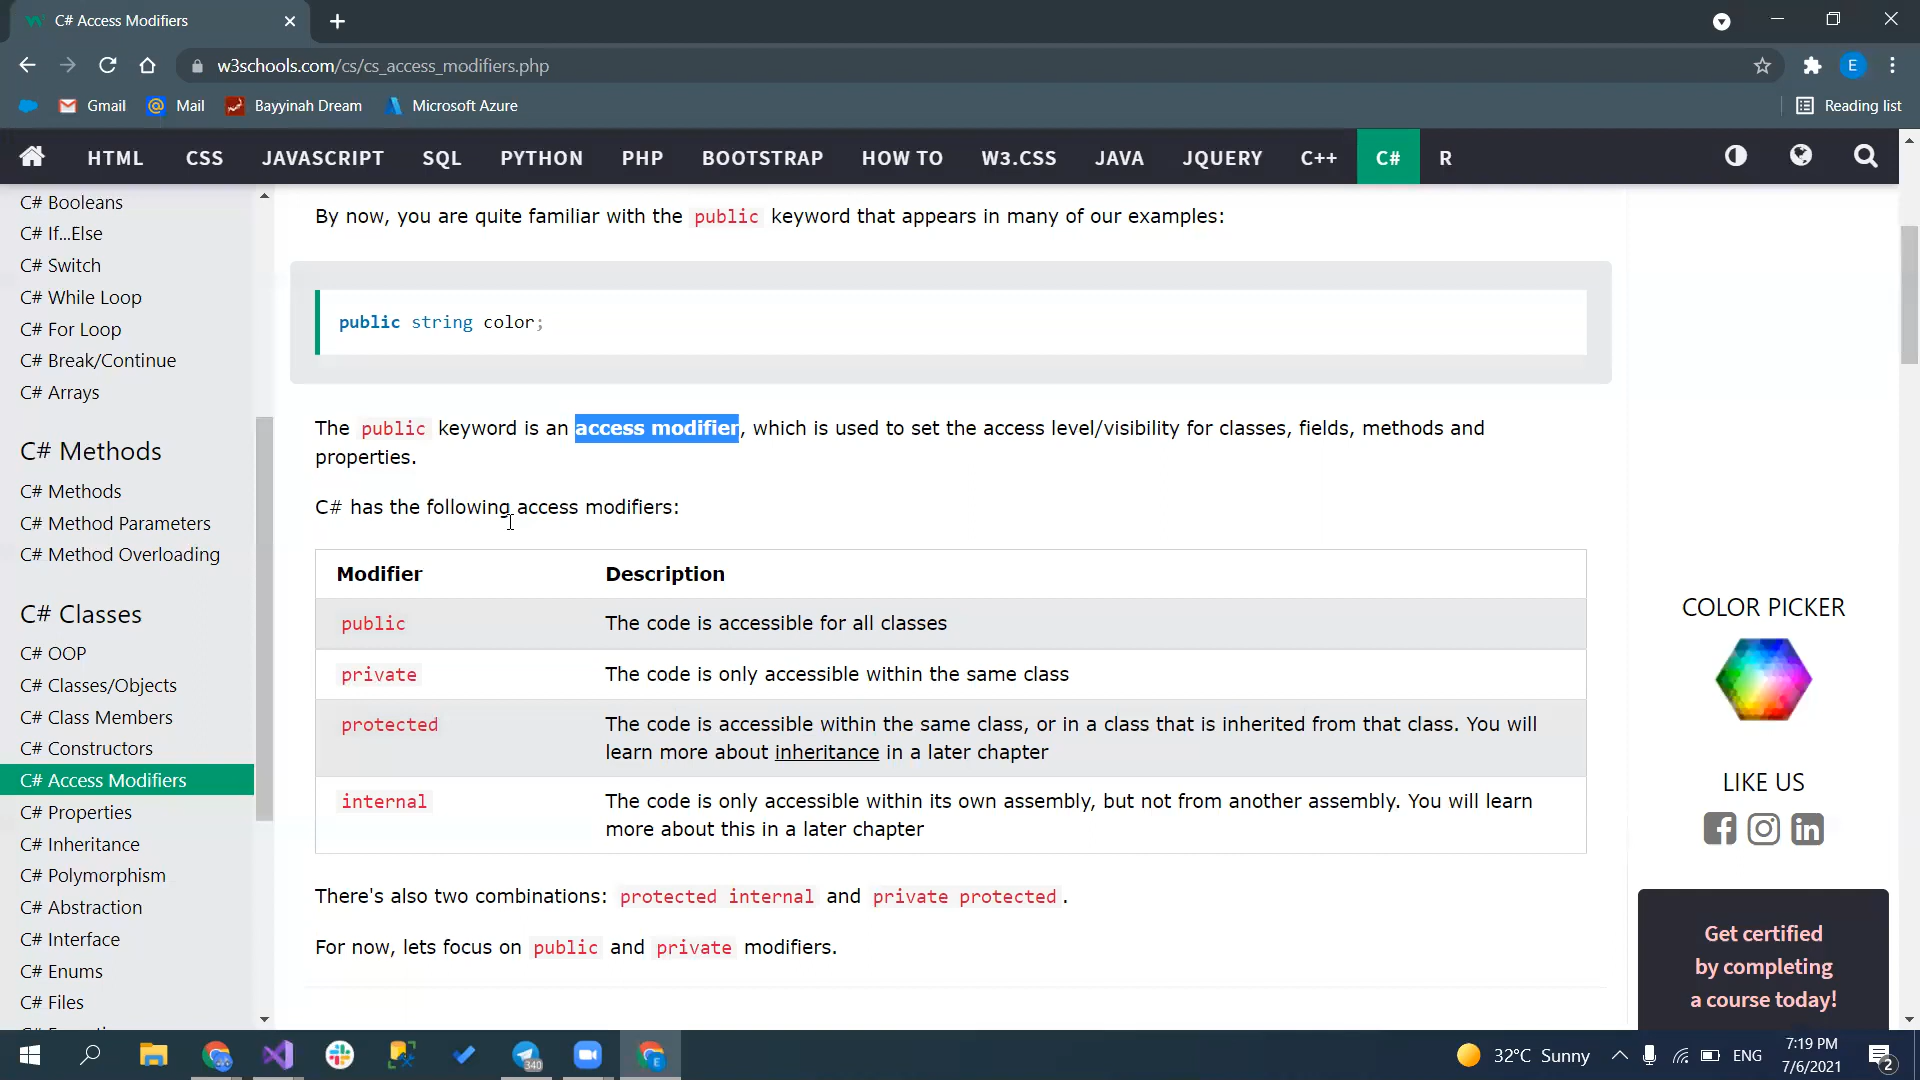 C# Access Modifiers
w3schools.com/cs/cs_access_modifiers.php
E
Gmail
Mail
Bayyinah Dream
Microsoft Azure
Reading list
HTML CSS JAVASCRIPT SQL PYTHON PHP BOOTSTRAP HOW TO W3.CSS JAVA JQUERY C++ C# R
C# Booleans
C# If...Else
C# Switch
C# While Loop
C# For Loop
C# Break/Continue
C# Arrays
C# Methods
C# Methods
C# Method Parameters
C# Method Overloading
C# Classes
C# OOP
C# Classes/Objects
C# Class Members
C# Constructors
C# Access Modifiers
C# Properties
C# Inheritance
C# Polymorphism
C# Abstraction
C# Interface
C# Enums
C# Files
By now, you are quite familiar with the public keyword that appears in many of our examples:
public string color;
The public keyword is an access modifier, which is used to set the access level/visibility for classes, fields, methods and
properties.
C# has the following access modifiers:
Modifier Description
public The code is accessible for all classes
private The code is only accessible within the same class
protected The code is accessible within the same class, or in a class that is inherited from that class. You will
learn more about inheritance in a later chapter
internal The code is only accessible within its own assembly, but not from another assembly. You will learn
more about this in a later chapter
There's also two combinations: protected internal and private protected.
For now, lets focus on public and private modifiers.
COLOR PICKER
LIKE US
Get certified
by completing
a course today!
340
E
32°C Sunny
ENG
7:19 PM
7/6/2021
2